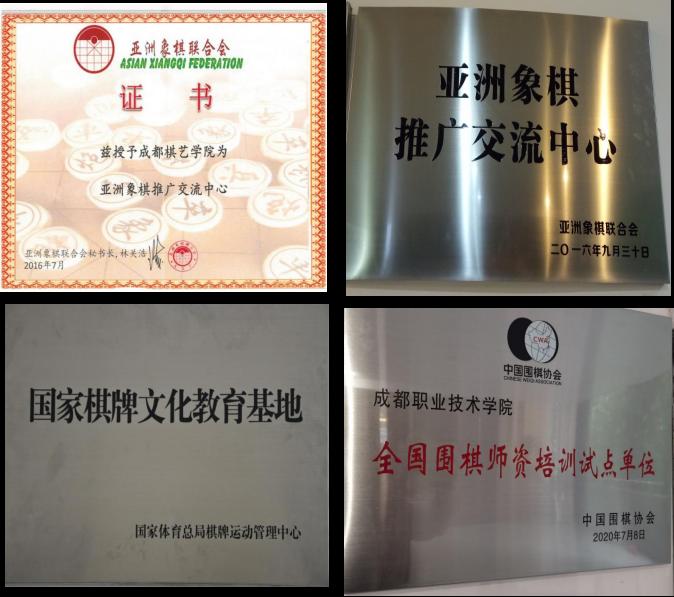 亚洲象棋联合会
ASIAN XIANGQI FEDERATION
证 书
兹授予成都棋艺学院为
亚洲象棋推广交流中心
亚洲象棋联合会秘书长,林关浩
2016年7月
亚洲象棋
推广交流中心
亚洲象棋联合会
二〇一六年九月三十日
国家棋牌文化教育基地
国家体育总局棋牌运动管理中心
CWA
中国围棋协会
CHINESE WEIQI ASSOCIATION
成都职业技术学院
全国围棋师资培训试点单位
中国围棋协会
2020年7月8日